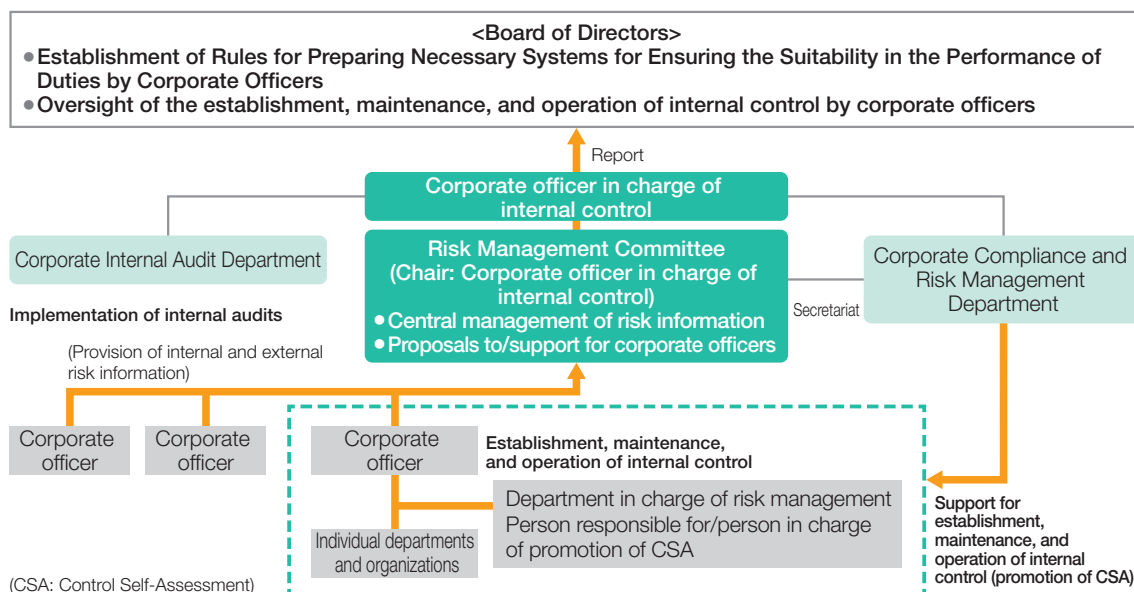 <Board of Directors>
●Establishment of Rules for Preparing Necessary Systems for Ensuring the Suitability in the Performance of
Duties by Corporate Officers
●Oversight of the establishment, maintenance, and operation of internal control by corporate officers
Report
Corporate officer in charge of
internal control
Corporate Internal Audit Department
Risk Management Committee
(Chair: Corporate officer in charge of
internal control)
●Central management of risk information
●Proposals to/support for corporate officers
Secretariat
Corporate Compliance and
Risk Management
Department
Implementation of internal audits
(Provision of internal and external
risk information)
Corporate
officer
Corporate
officer
Corporate
officer
Establishment, maintenance,
and operation of internal control
Department in charge of risk management
Person responsible for/person in charge
of promotion of CSA
Individual departments
and organizations
Support for
establishment,
maintenance, and
operation of internal
control (promotion of CSA)
(CSA: Control Self-Assessment)